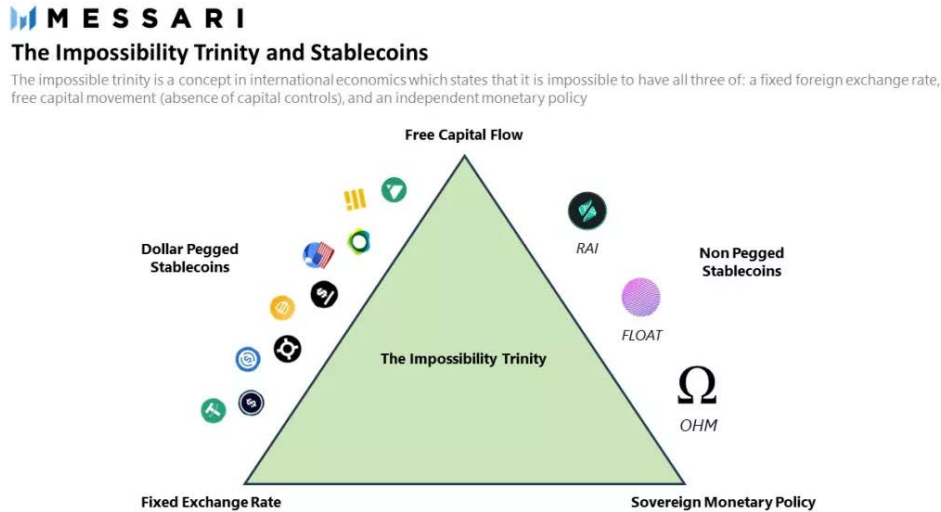 MESSARI
The Impossibility Trinity and Stablecoins
The impossible trinity is a concept in international economics which states that it is impossible to have all three of: a fixed foreign exchange rate,
free capital movement (absence of capital controls), and an independent monetary policy
Free Capital Flow
Dollar Pegged
Stablecoins
RAI
Non Pegged
Stablecoins
FLOAT
The Impossibility Trinity
Ω
OHM
Fixed Exchange Rate
Sovereign Monetary Policy